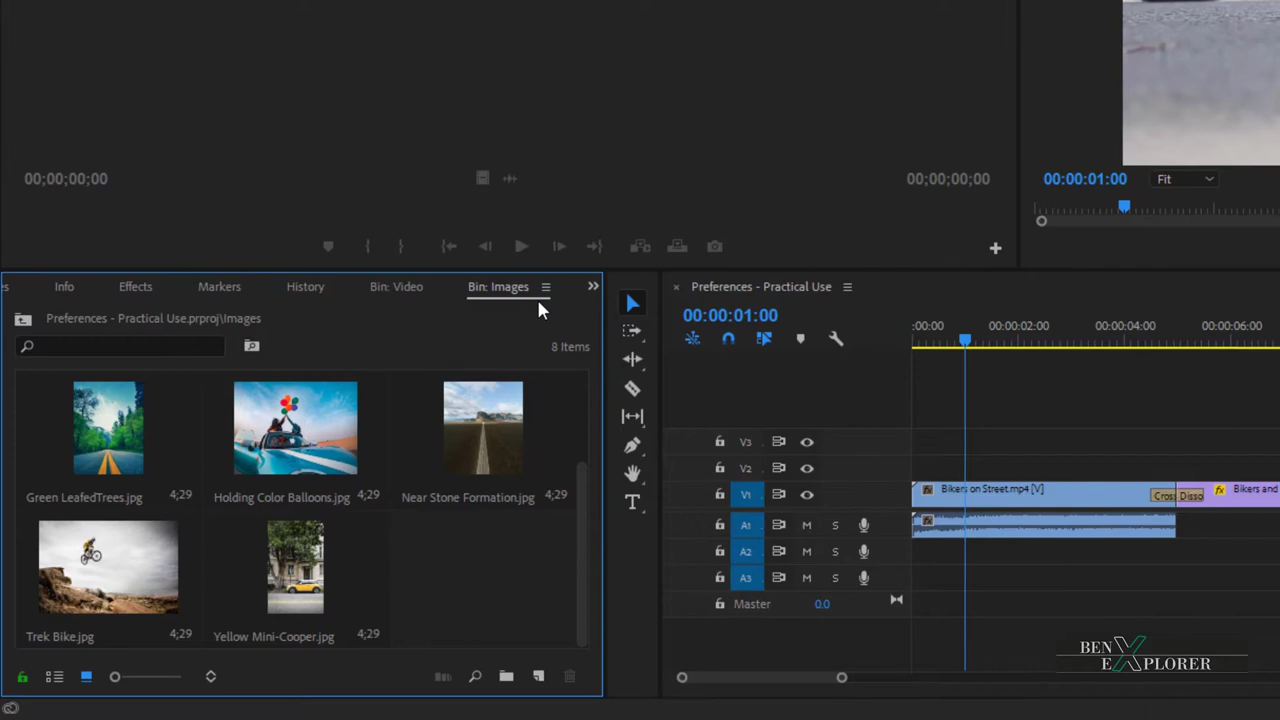 00;00;00;00
00;00;00;00
00:00:01:00
Fit
Info
Effects
Markers
History
Bin: Video
Bin: Images
Preferences - Practical Use.prproj\Images
8 Items
Green LeafedTrees.jpg
4;29
Holding Color Balloons.jpg
4;29
Near Stone Formation.jpg
4;29
Trek Bike.jpg
4;29
Yellow Mini-Cooper.jpg
4;29
Preferences - Practical Use
00:00:01:00
:00:00
00:00:02:00
00:00:04:00
00:00:06:00
V3
V2
V1
Bikers on Street.mp4 [V]
Cross Disso
Bikers and
A1 M S
A2 M S
A3 M S
Master
0.0
BEN
EXPLORER